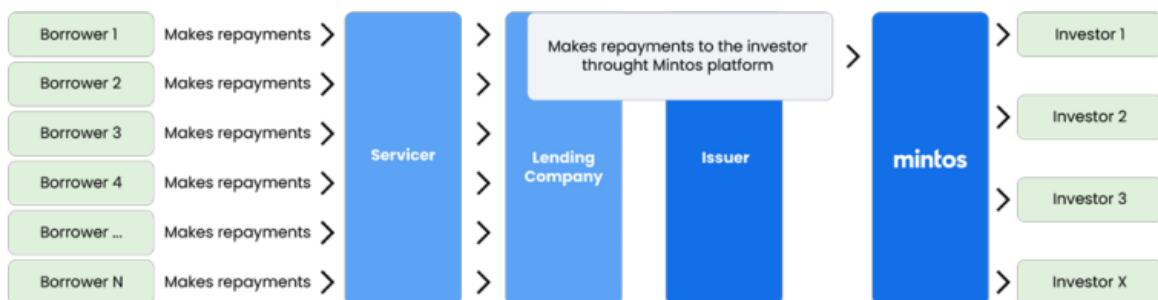 Borrower 1 Makes repayments
Borrower 2 Makes repayments
Borrower 3 Makes repayments
Borrower 4 Makes repayments
Borrower ... Makes repayments
Borrower N Makes repayments
Servicer
Lending
Company
Makes repayments to the investor
throught Mintos platform
Issuer
mintos
Investor 1
Investor 2
Investor 3
Investor X